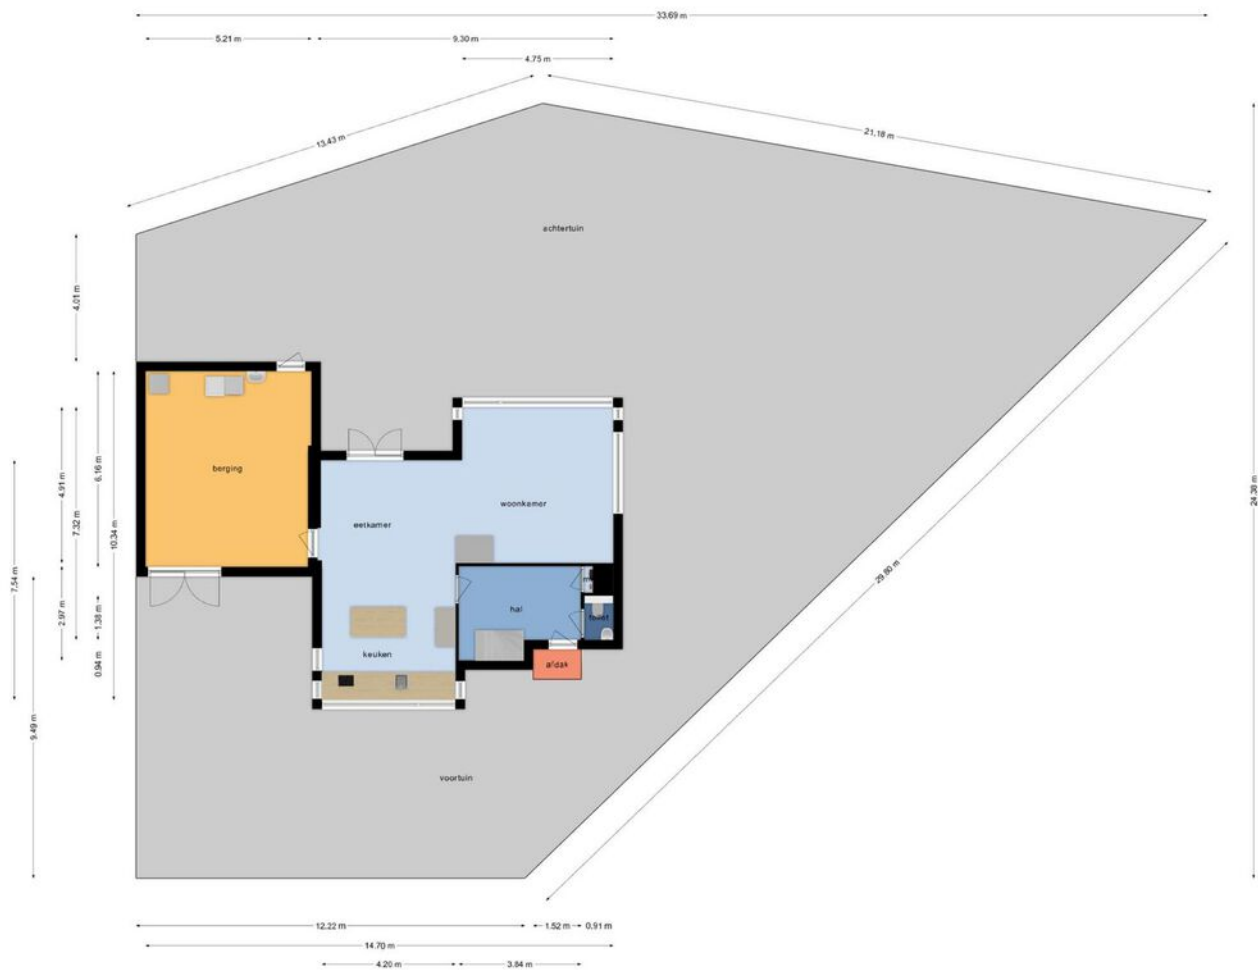 33.69 m
5.21 m
9.30 m
4.75 m
13.43 m
21.18 m
achtertuin
4.01 m
berging
woonkamer
eetkamer
4.91 m
6.16 m
7.32 m
10.34 m
24.38 m
7.54 m
29.80 m
2.97 m
1.38 m
0.94 m
hal
toilet
keuken
afdak
9.49 m
voortuin
12.22 m
1.52 m
0.91 m
14.70 m
4.20 m
3.84 m